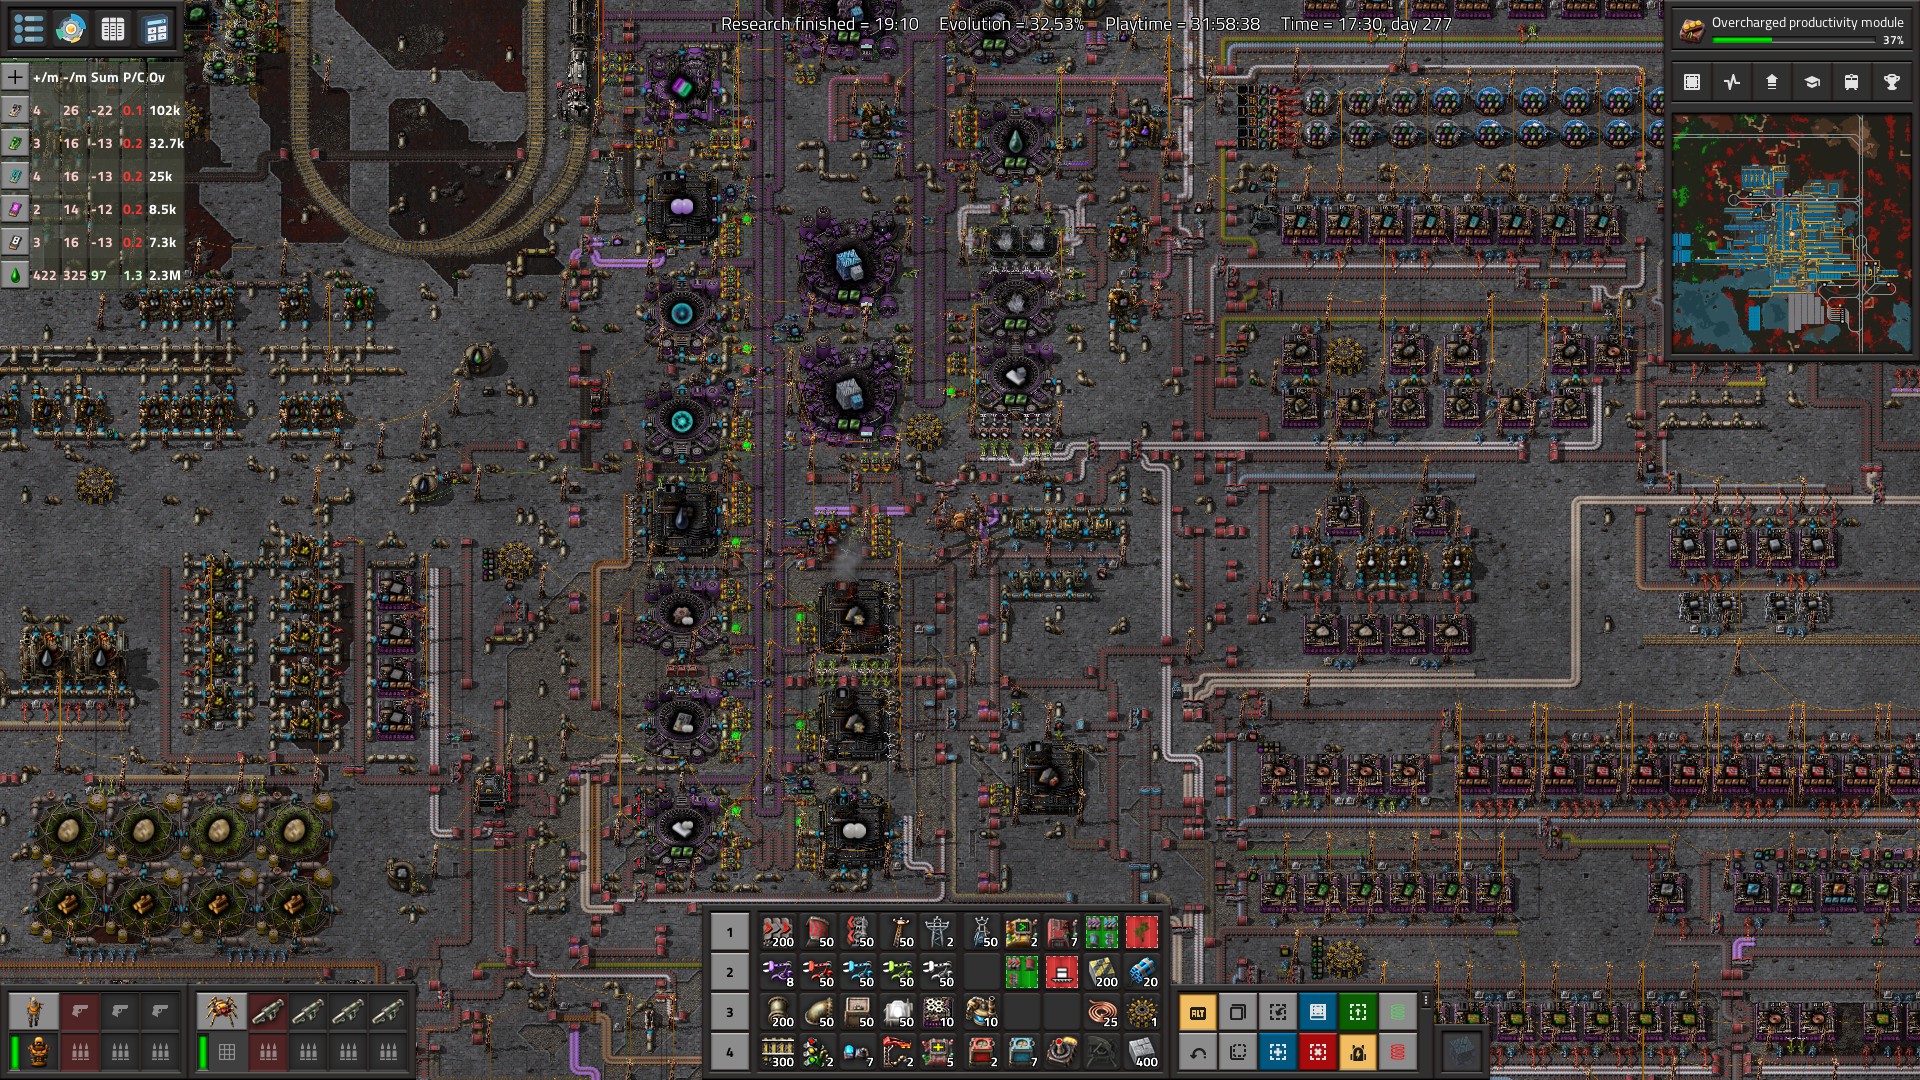 Research finished = 19:10 Evolution = 32.53% Playtime = 31:58:38 Time = 17:30, day 277
Overcharged productivity module
37%
+/m -/m Sum P/C Ov
4 26 -22 0.1 102k
3 16 -13 0.2 32.7k
4 16 -13 0.2 25k
2 14 -12 0.2 8.5k
3 16 -13 0.2 7.3k
422 325 97 1.3 2.3M
1 200 50 50 50 2 50 2 7
2 8 50 50 50 50 200 20
3 200 50 50 50 10 10 25 1
4 300 2 7 2 5 2 7 400
ALT